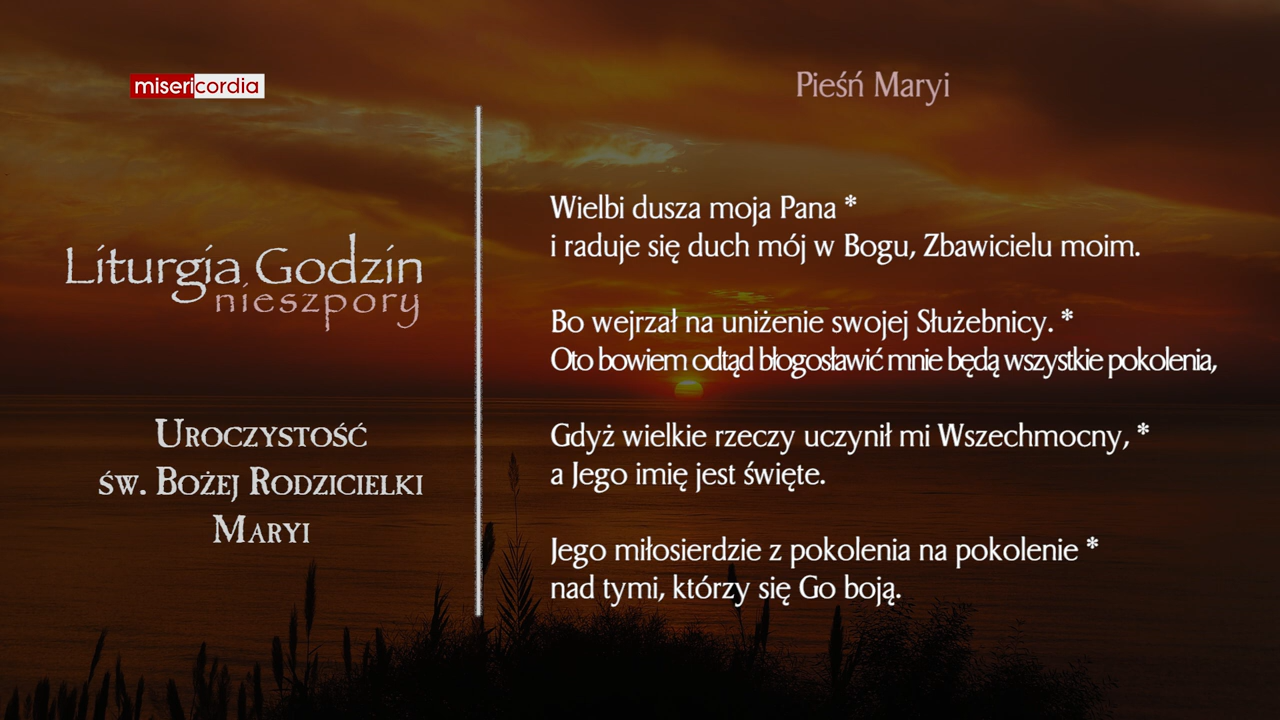 misericordia
Liturgia Godzin
nieszpory
Uroczystość
św. Bożej Rodzicielki
Maryi
Pieśń Maryi
Wielbi dusza moja Pana *
i raduje się duch mój w Bogu, Zbawicielu moim.
Bo wejrzał na uniżenie swojej Służebnicy. *
Oto bowiem odtąd błogosławić mnie będą wszystkie pokolenia,
Gdyż wielkie rzeczy uczynił mi Wszechmocny, *
a Jego imię jest święte.
Jego miłosierdzie z pokolenia na pokolenie *
nad tymi, którzy się Go boją.